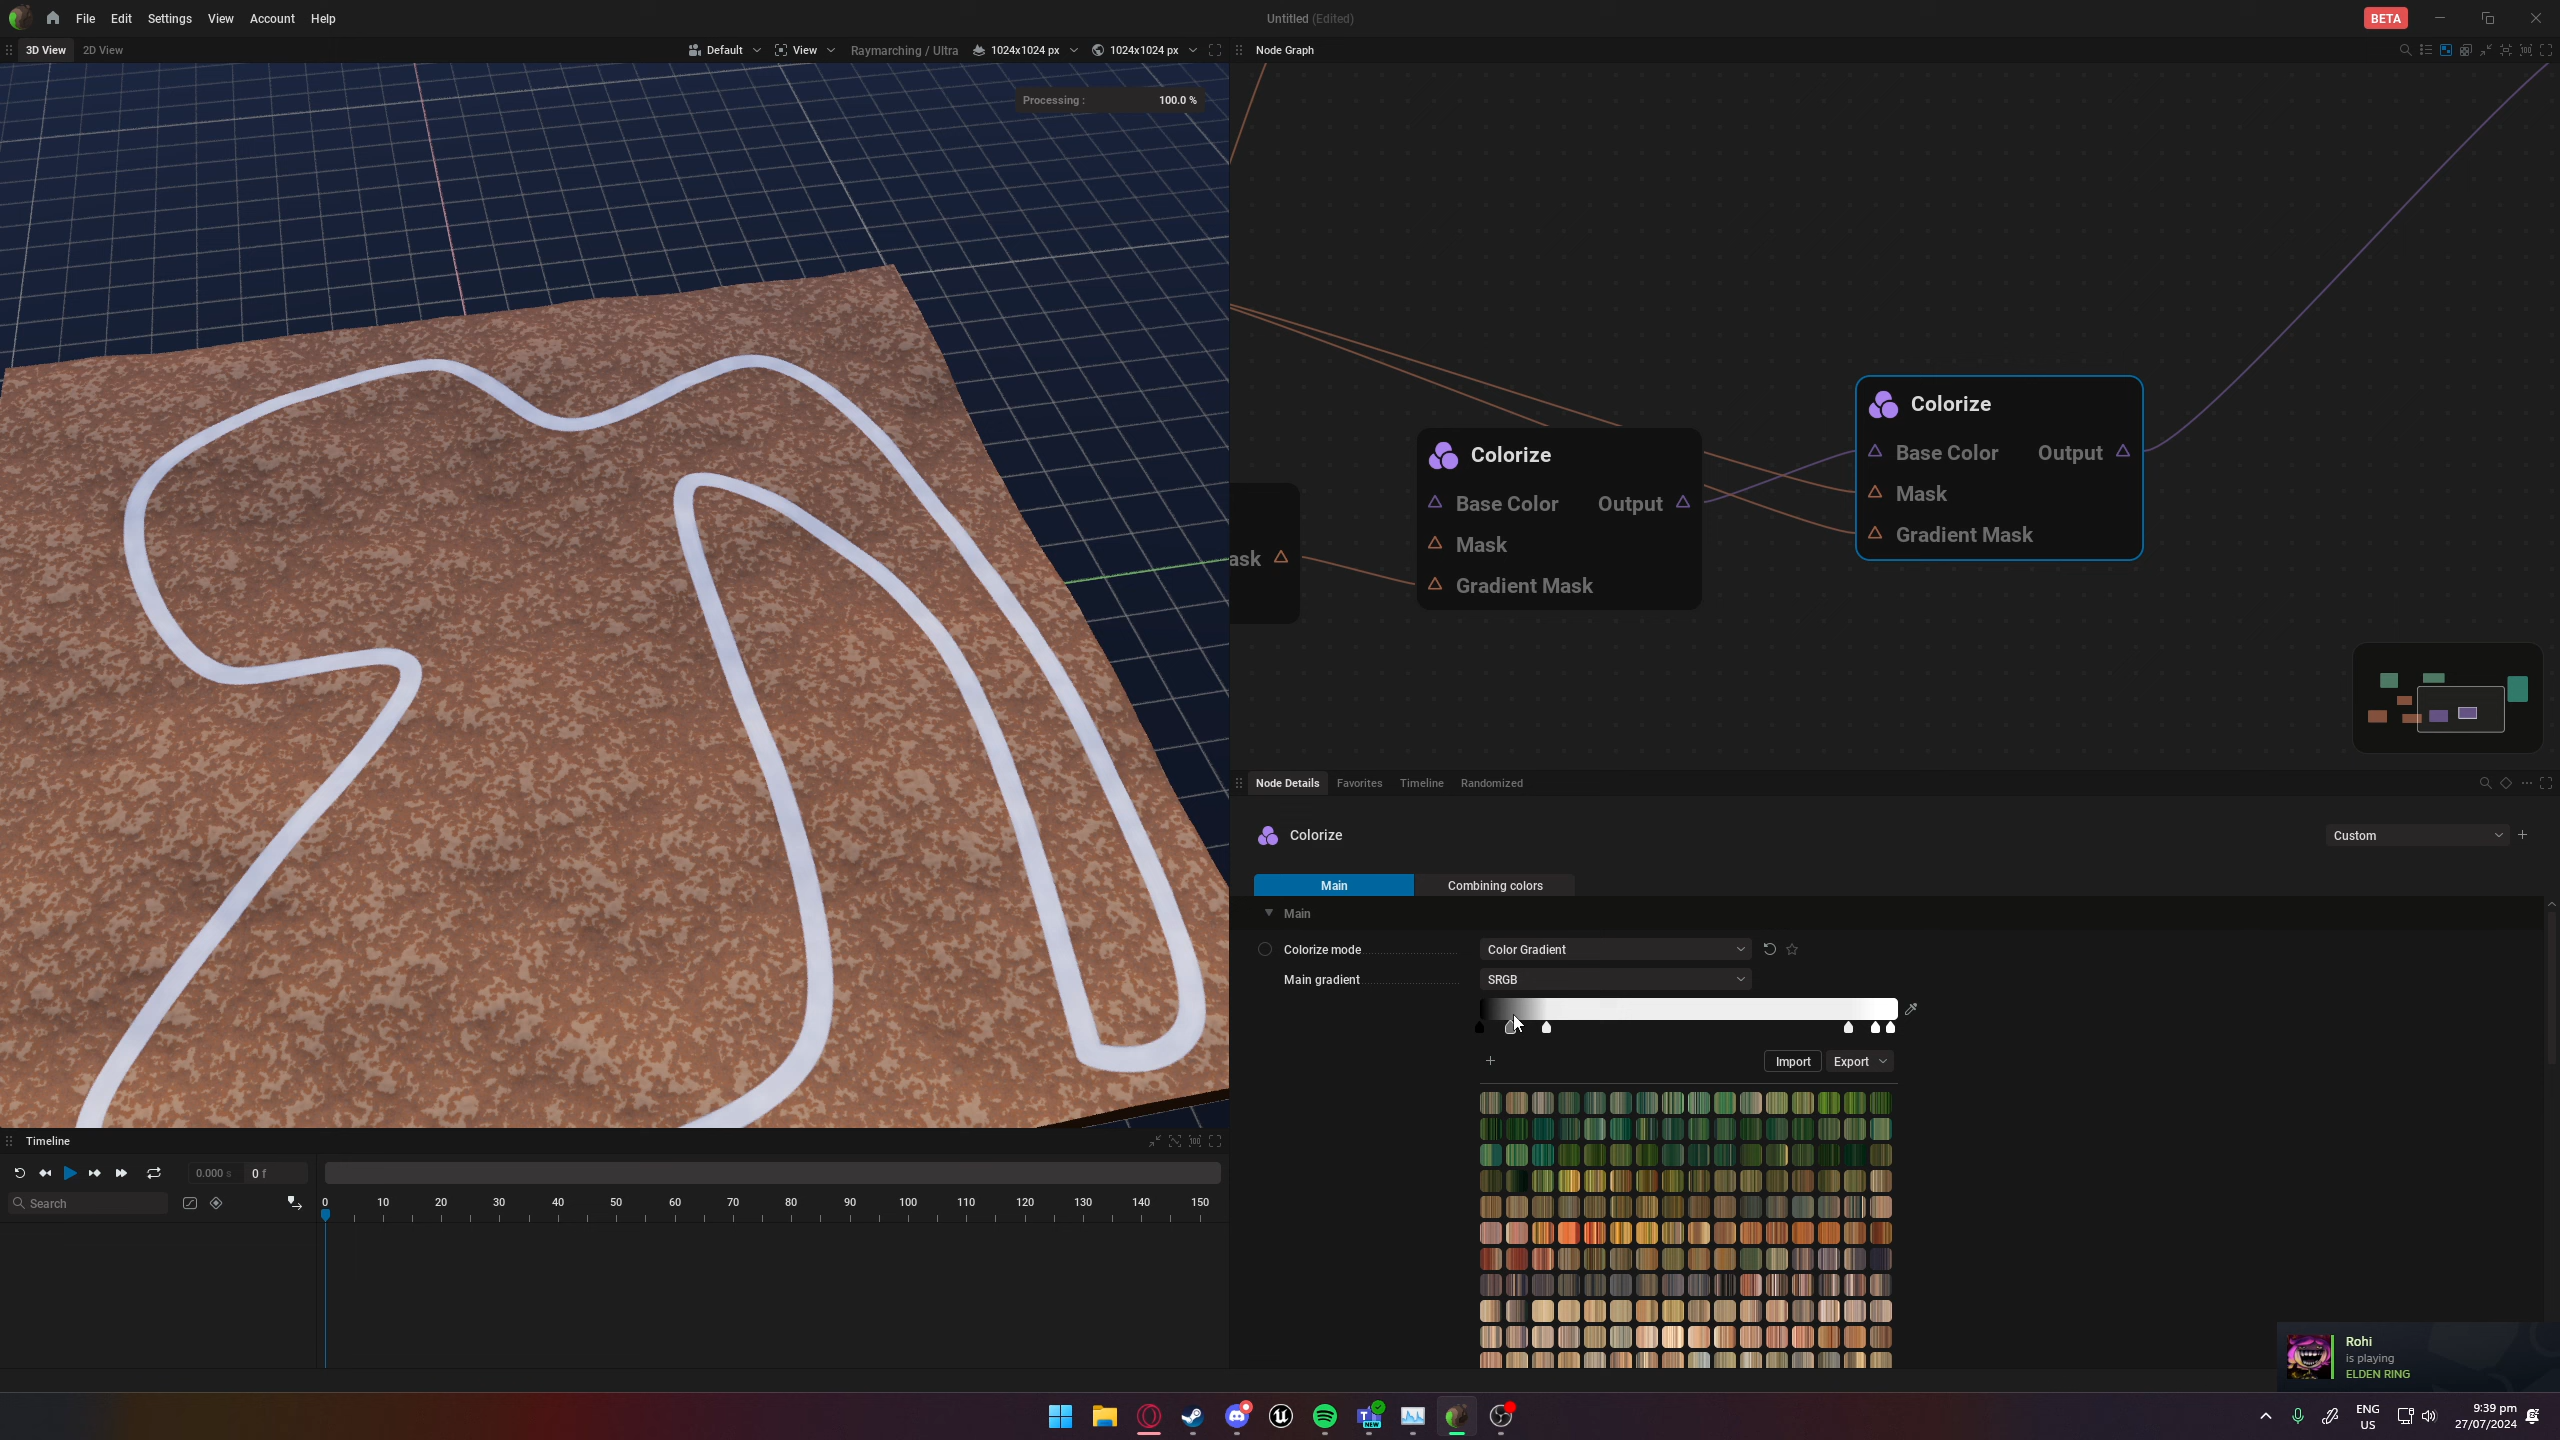 File Edit Settings View Account Help
Untitled (Edited)
BETA
3D View 2D View
Default View Raymarching / Ultra 1024x1024 px 1024x1024 px
Node Graph
Processing : 100.0 %
Colorize
Base Color Output
Mask
Gradient Mask
Colorize
Base Color Output
Mask
Gradient Mask
ask
Node Details Favorites Timeline Randomized
Colorize
Custom
Main Combining colors
Main
Colorize mode Color Gradient
Main gradient SRGB
Import Export
Timeline
0.000 s 0 f
Search
0 10 20 30 40 50 60 70 80 90 100 110 120 130 140 150
Rohi
is playing
ELDEN RING
ENG
US
9:39 pm
27/07/2024